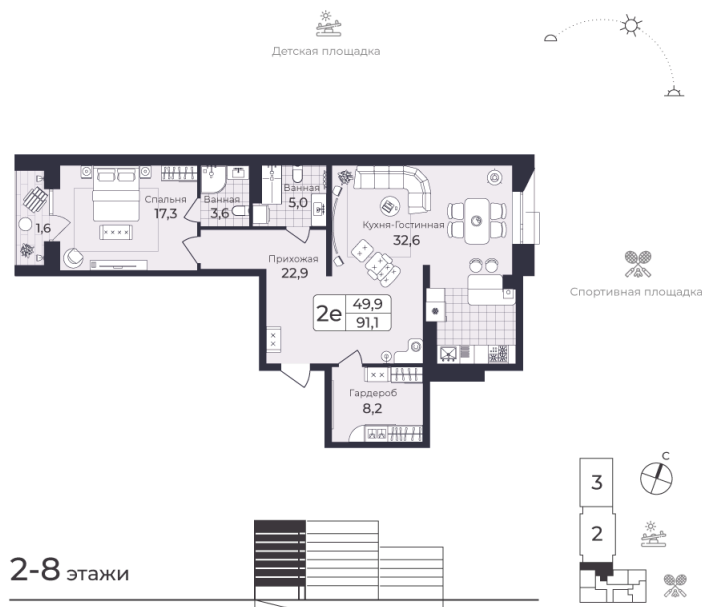 Детская площадка
Ванная
5,0
Спальня
17,3
Ванная
3,6
1,6
Кухня-Гостинная
32,6
Прихожая
22,9
2е
49,9
91,1
Спортивная площадка
Гардероб
8,2
С
3
2
2-8 этажи